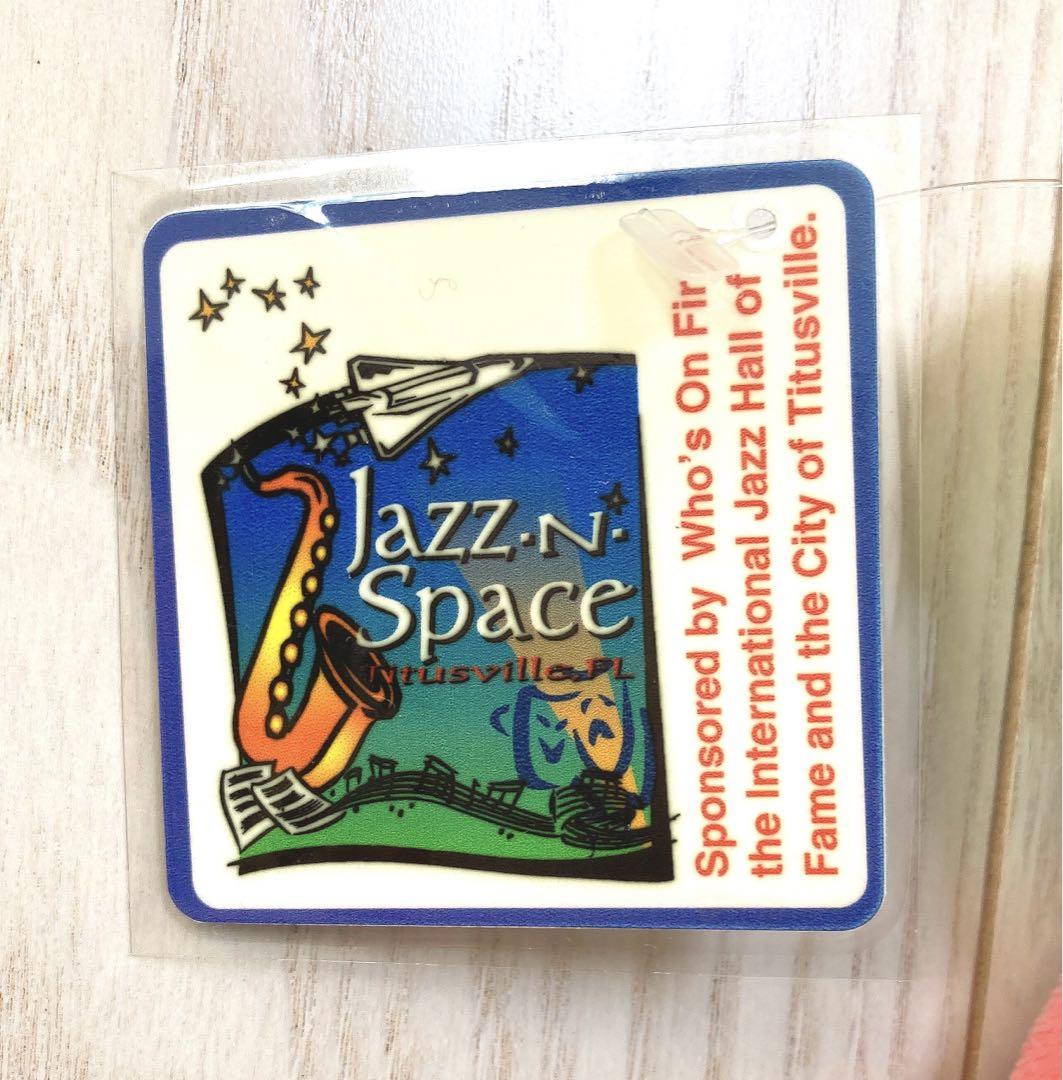 Jazz·N·
Space
Titusville, FL
Sponsored by Who's On Fir
the International Jazz Hall of
Fame and the City of Titusville.